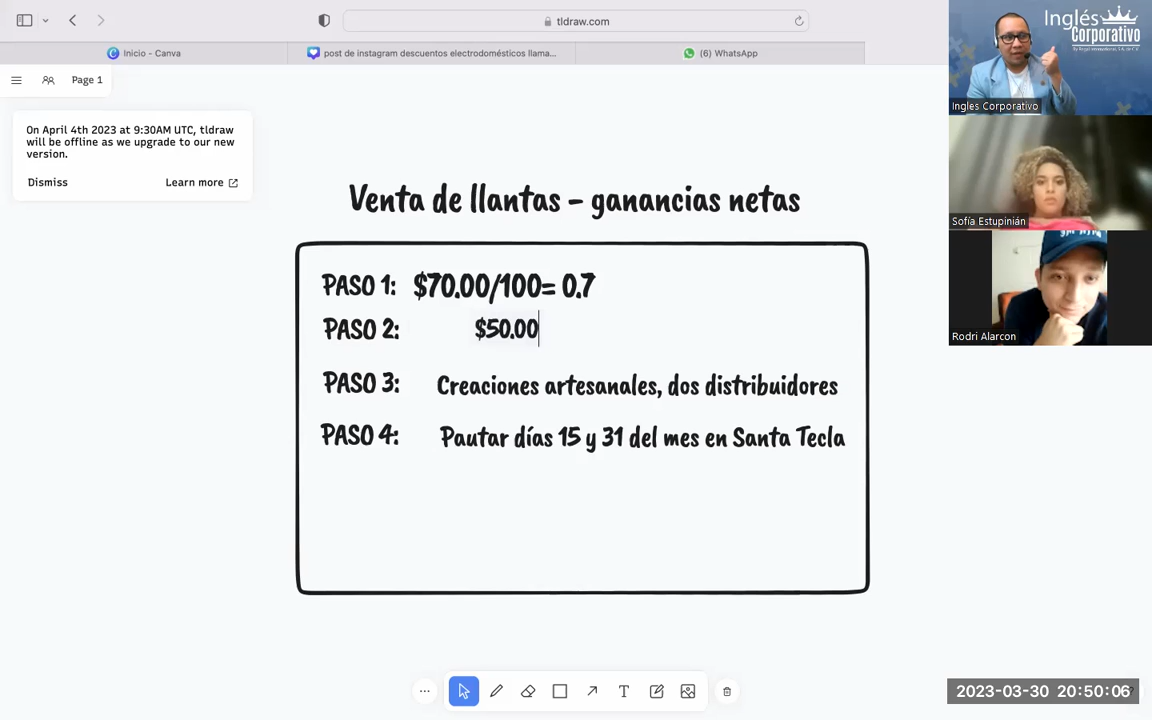 tldraw.com
Inicio - Canva
post de instagram descuentos electrodomésticos llama...
(6) WhatsApp
Page 1
On April 4th 2023 at 9:30AM UTC, tldraw
will be offline as we upgrade to our new
version.
Dismiss
Learn more
Venta de llantas - ganancias netas
PASO 1: $70.00/100= 0.7
PASO 2: $50.00
PASO 3: Creaciones artesanales, dos distribuidores
PASO 4: Pautar días 15 y 31 del mes en Santa Tecla
Inglés
Corporativo
Ingles Corporativo
Sofía Estupinián
Rodri Alarcon
T
2023-03-30 20:50:06